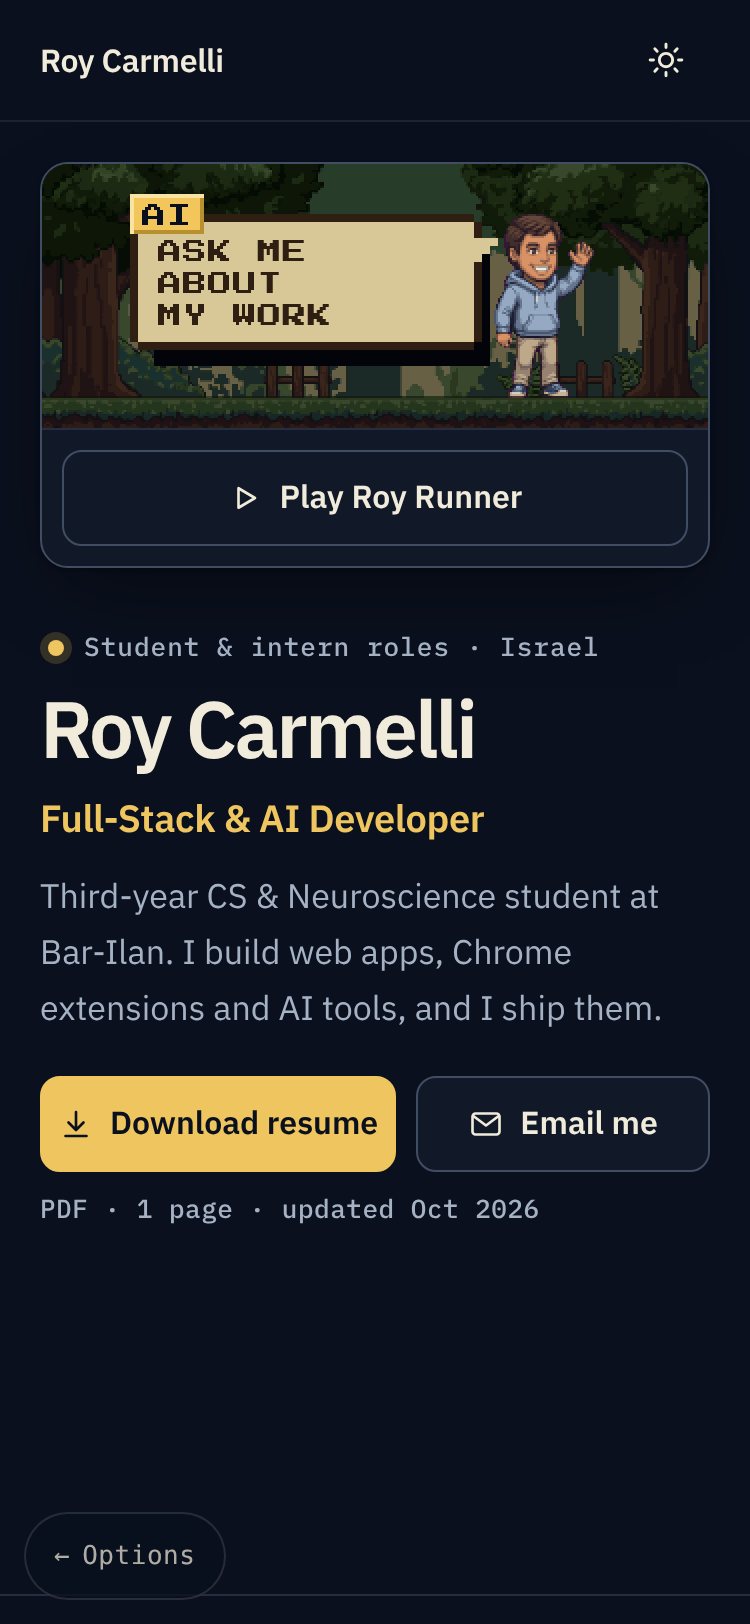 Roy Carmelli
AI
ASK ME
ABOUT
MY WORK
Play Roy Runner
Student & intern roles · Israel
Roy Carmelli
Full-Stack & AI Developer
Third-year CS & Neuroscience student at
Bar-Ilan. I build web apps, Chrome
extensions and AI tools, and I ship them.
Download resume
Email me
PDF · 1 page · updated Oct 2026
← Options